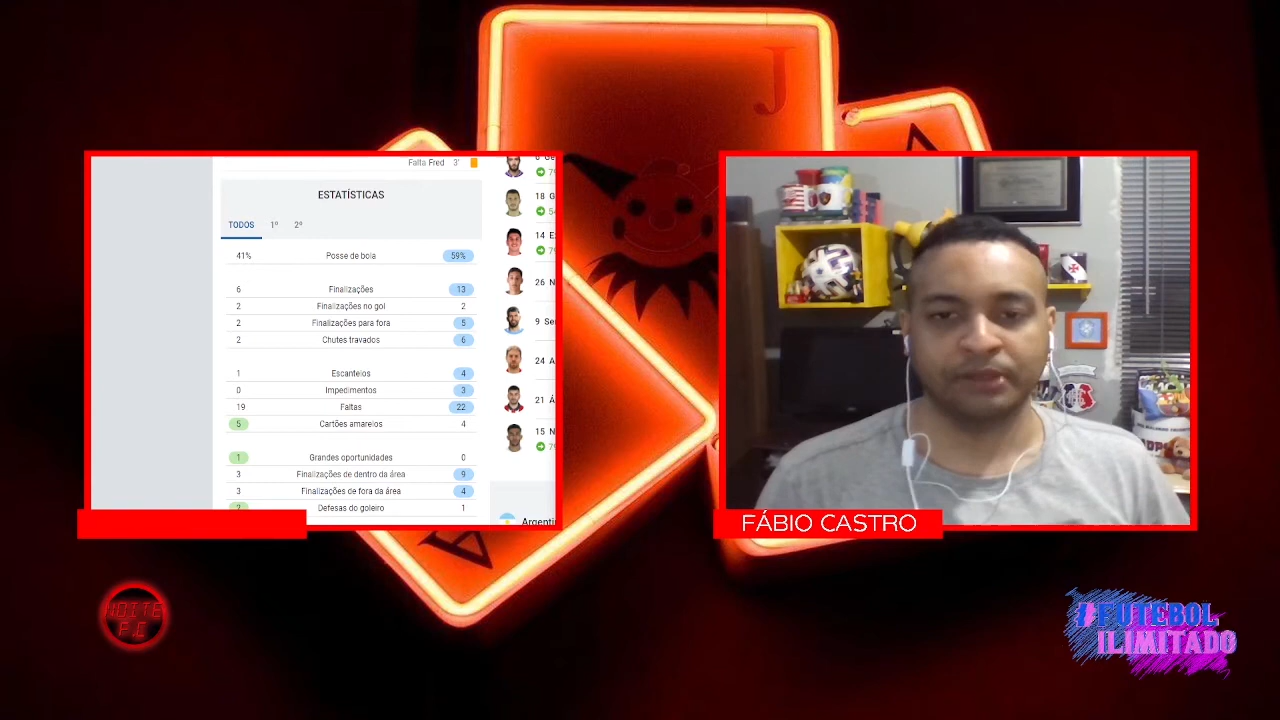 J
A
Falta Fred 3'
ESTATÍSTICAS
TODOS 1º 2º
41% Posse de bola 59%
6 Finalizações 13
2 Finalizações no gol 2
2 Finalizações para fora 5
2 Chutes travados 6
1 Escanteios 4
0 Impedimentos 3
19 Faltas 22
5 Cartões amarelos 4
1 Grandes oportunidades 0
3 Finalizações de dentro da área 9
3 Finalizações de fora da área 4
2 Defesas do goleiro 1
18 G
14 E
26 N
9 Se
24 A
21 Á
15 N
Argentin
A
FÁBIO CASTRO
NOITE
F.C
#FUTEBOL
ILIMITADO